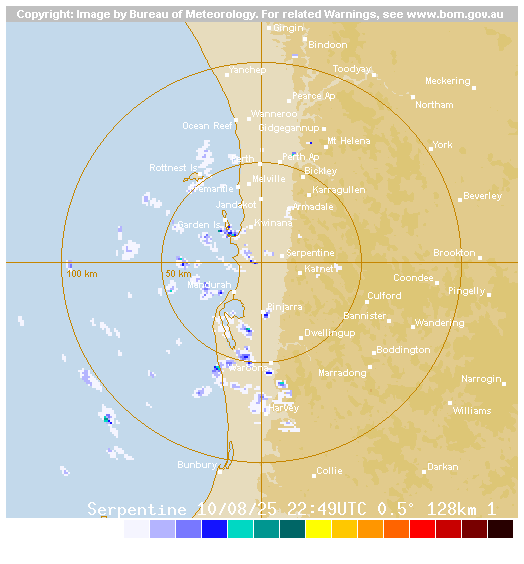 Copyright: Image by Bureau of Meteorology. For related Warnings, see www.bom.gov.au
Gingin
Bindoon
Yanchep
Toodyay
Meckering
Pearce Ap
Northam
Wanneroo
Ocean Reef
Gidgegannup
Mt Helena
York
Perth
Perth Ap
Rottnest Is
Bickley
Melville
Fremantle
Karragullen
Beverley
Jandakot
Armadale
Garden Is
Kwinana
Serpentine
Brookton
100 km
50 km
Karnet
Coondee
Mandurah
Pingelly
Culford
Pinjarra
Bannister
Wandering
Dwellingup
Boddington
Waroona
Marradong
Narrogin
Harvey
Williams
Bunbury
Collie
Darkan
Serpentine 10/08/25 22:49UTC 0.5° 128km 1